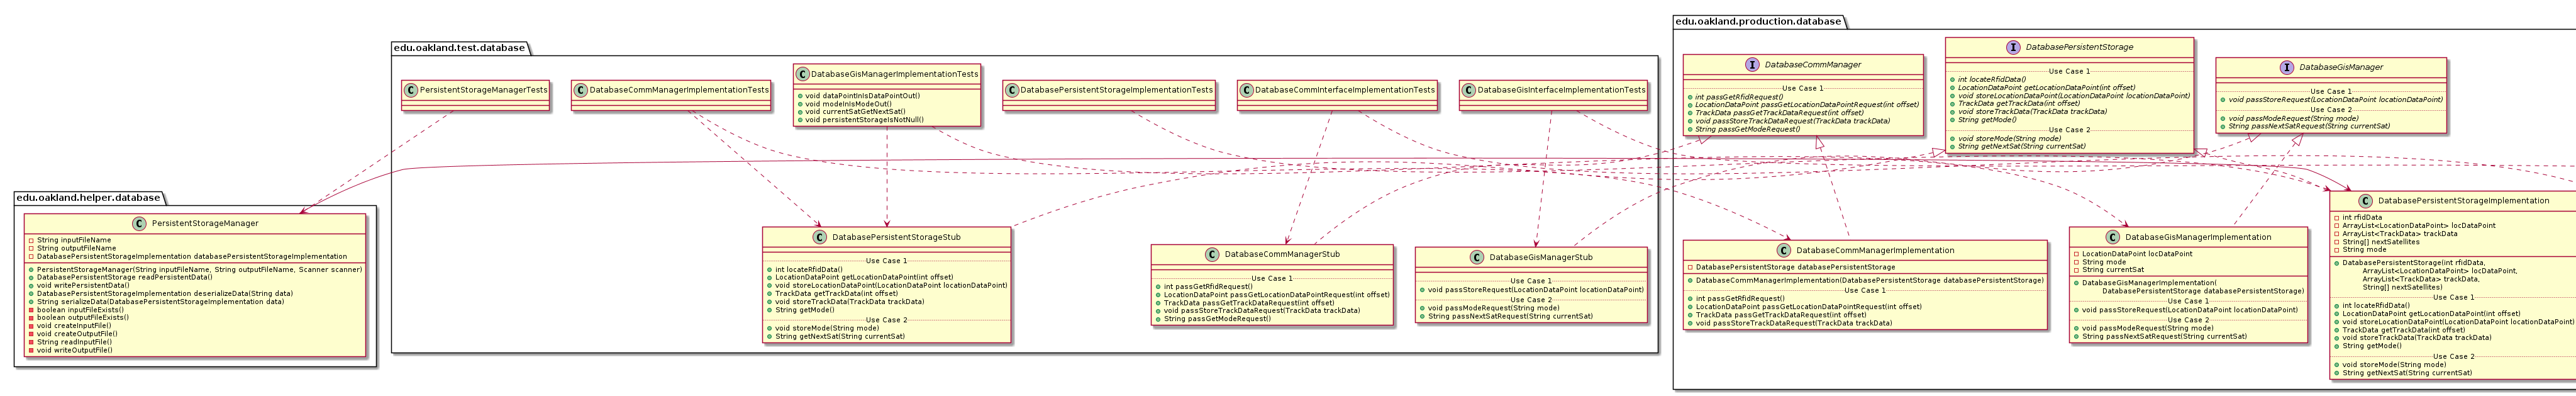 edu.oakland.helper.database
C PersistentStorageManager
String inputFileName
String outputFileName
DatabasePersistentStorageImplementation databasePersistentStorageImplementation
PersistentStorageManager(String inputFileName, String outputFileName, Scanner scanner)
DatabasePersistentStorage readPersistentData()
void writePersistentData()
DatabasePersistentStorageImplementation deserializeData(String data)
String serializeData(DatabasePersistentStorageImplementation data)
boolean inputFileExists()
boolean outputFileExists()
void createInputFile()
void createOutputFile()
String readInputFile()
void writeOutputFile()
edu.oakland.test.database
C PersistentStorageManagerTests
C DatabaseCommManagerImplementationTests
C DatabaseGisManagerImplementationTests
void dataPointInIsDataPointOut()
void modeInIsModeOut()
void currentSatGetNextSat()
void persistentStorageIsNotNull()
C DatabasePersistentStorageImplementationTests
C DatabaseCommInterfaceImplementationTests
C DatabaseGisInterfaceImplementationTests
C DatabasePersistentStorageStub
Use Case 1
int locateRfidData()
LocationDataPoint getLocationDataPoint(int offset)
void storeLocationDataPoint(LocationDataPoint locationDataPoint)
TrackData getTrackData(int offset)
void storeTrackData(TrackData trackData)
String getMode()
Use Case 2
void storeMode(String mode)
String getNextSat(String currentSat)
C DatabaseCommManagerStub
Use Case 1
int passGetRfidRequest()
LocationDataPoint passGetLocationDataPointRequest(int offset)
TrackData passGetTrackDataRequest(int offset)
void passStoreTrackDataRequest(TrackData trackData)
String passGetModeRequest()
C DatabaseGisManagerStub
Use Case 1
void passStoreRequest(LocationDataPoint locationDataPoint)
Use Case 2
void passModeRequest(String mode)
String passNextSatRequest(String currentSat)
edu.oakland.production.database
I DatabaseCommManager
Use Case 1
int passGetRfidRequest()
LocationDataPoint passGetLocationDataPointRequest(int offset)
TrackData passGetTrackDataRequest(int offset)
void passStoreTrackDataRequest(TrackData trackData)
String passGetModeRequest()
I DatabasePersistentStorage
Use Case 1
int locateRfidData()
LocationDataPoint getLocationDataPoint(int offset)
void storeLocationDataPoint(LocationDataPoint locationDataPoint)
TrackData getTrackData(int offset)
void storeTrackData(TrackData trackData)
String getMode()
Use Case 2
void storeMode(String mode)
String getNextSat(String currentSat)
I DatabaseGisManager
Use Case 1
void passStoreRequest(LocationDataPoint locationDataPoint)
Use Case 2
void passModeRequest(String mode)
String passNextSatRequest(String currentSat)
C DatabaseCommManagerImplementation
DatabasePersistentStorage databasePersistentStorage
DatabaseCommManagerImplementation(DatabasePersistentStorage databasePersistentStorage)
Use Case 1
int passGetRfidRequest()
LocationDataPoint passGetLocationDataPointRequest(int offset)
TrackData passGetTrackDataRequest(int offset)
void passStoreTrackDataRequest(TrackData trackData)
C DatabaseGisManagerImplementation
LocationDataPoint locDataPoint
String mode
String currentSat
DatabaseGisManagerImplementation(
DatabasePersistentStorage databasePersistentStorage)
Use Case 1
void passStoreRequest(LocationDataPoint locationDataPoint)
Use Case 2
void passModeRequest(String mode)
String passNextSatRequest(String currentSat)
C DatabasePersistentStorageImplementation
int rfidData
ArrayList<LocationDataPoint> locDataPoint
ArrayList<TrackData> trackData
String[] nextSatellites
String mode
DatabasePersistentStorage(int rfidData,
ArrayList<LocationDataPoint> locDataPoint,
ArrayList<TrackData> trackData,
String[] nextSatellites)
Use Case 1
int locateRfidData()
LocationDataPoint getLocationDataPoint(int offset)
void storeLocationDataPoint(LocationDataPoint locationDataPoint)
TrackData getTrackData(int offset)
void storeTrackData(TrackData trackData)
String getMode()
Use Case 2
void storeMode(String mode)
String getNextSat(String currentSat)